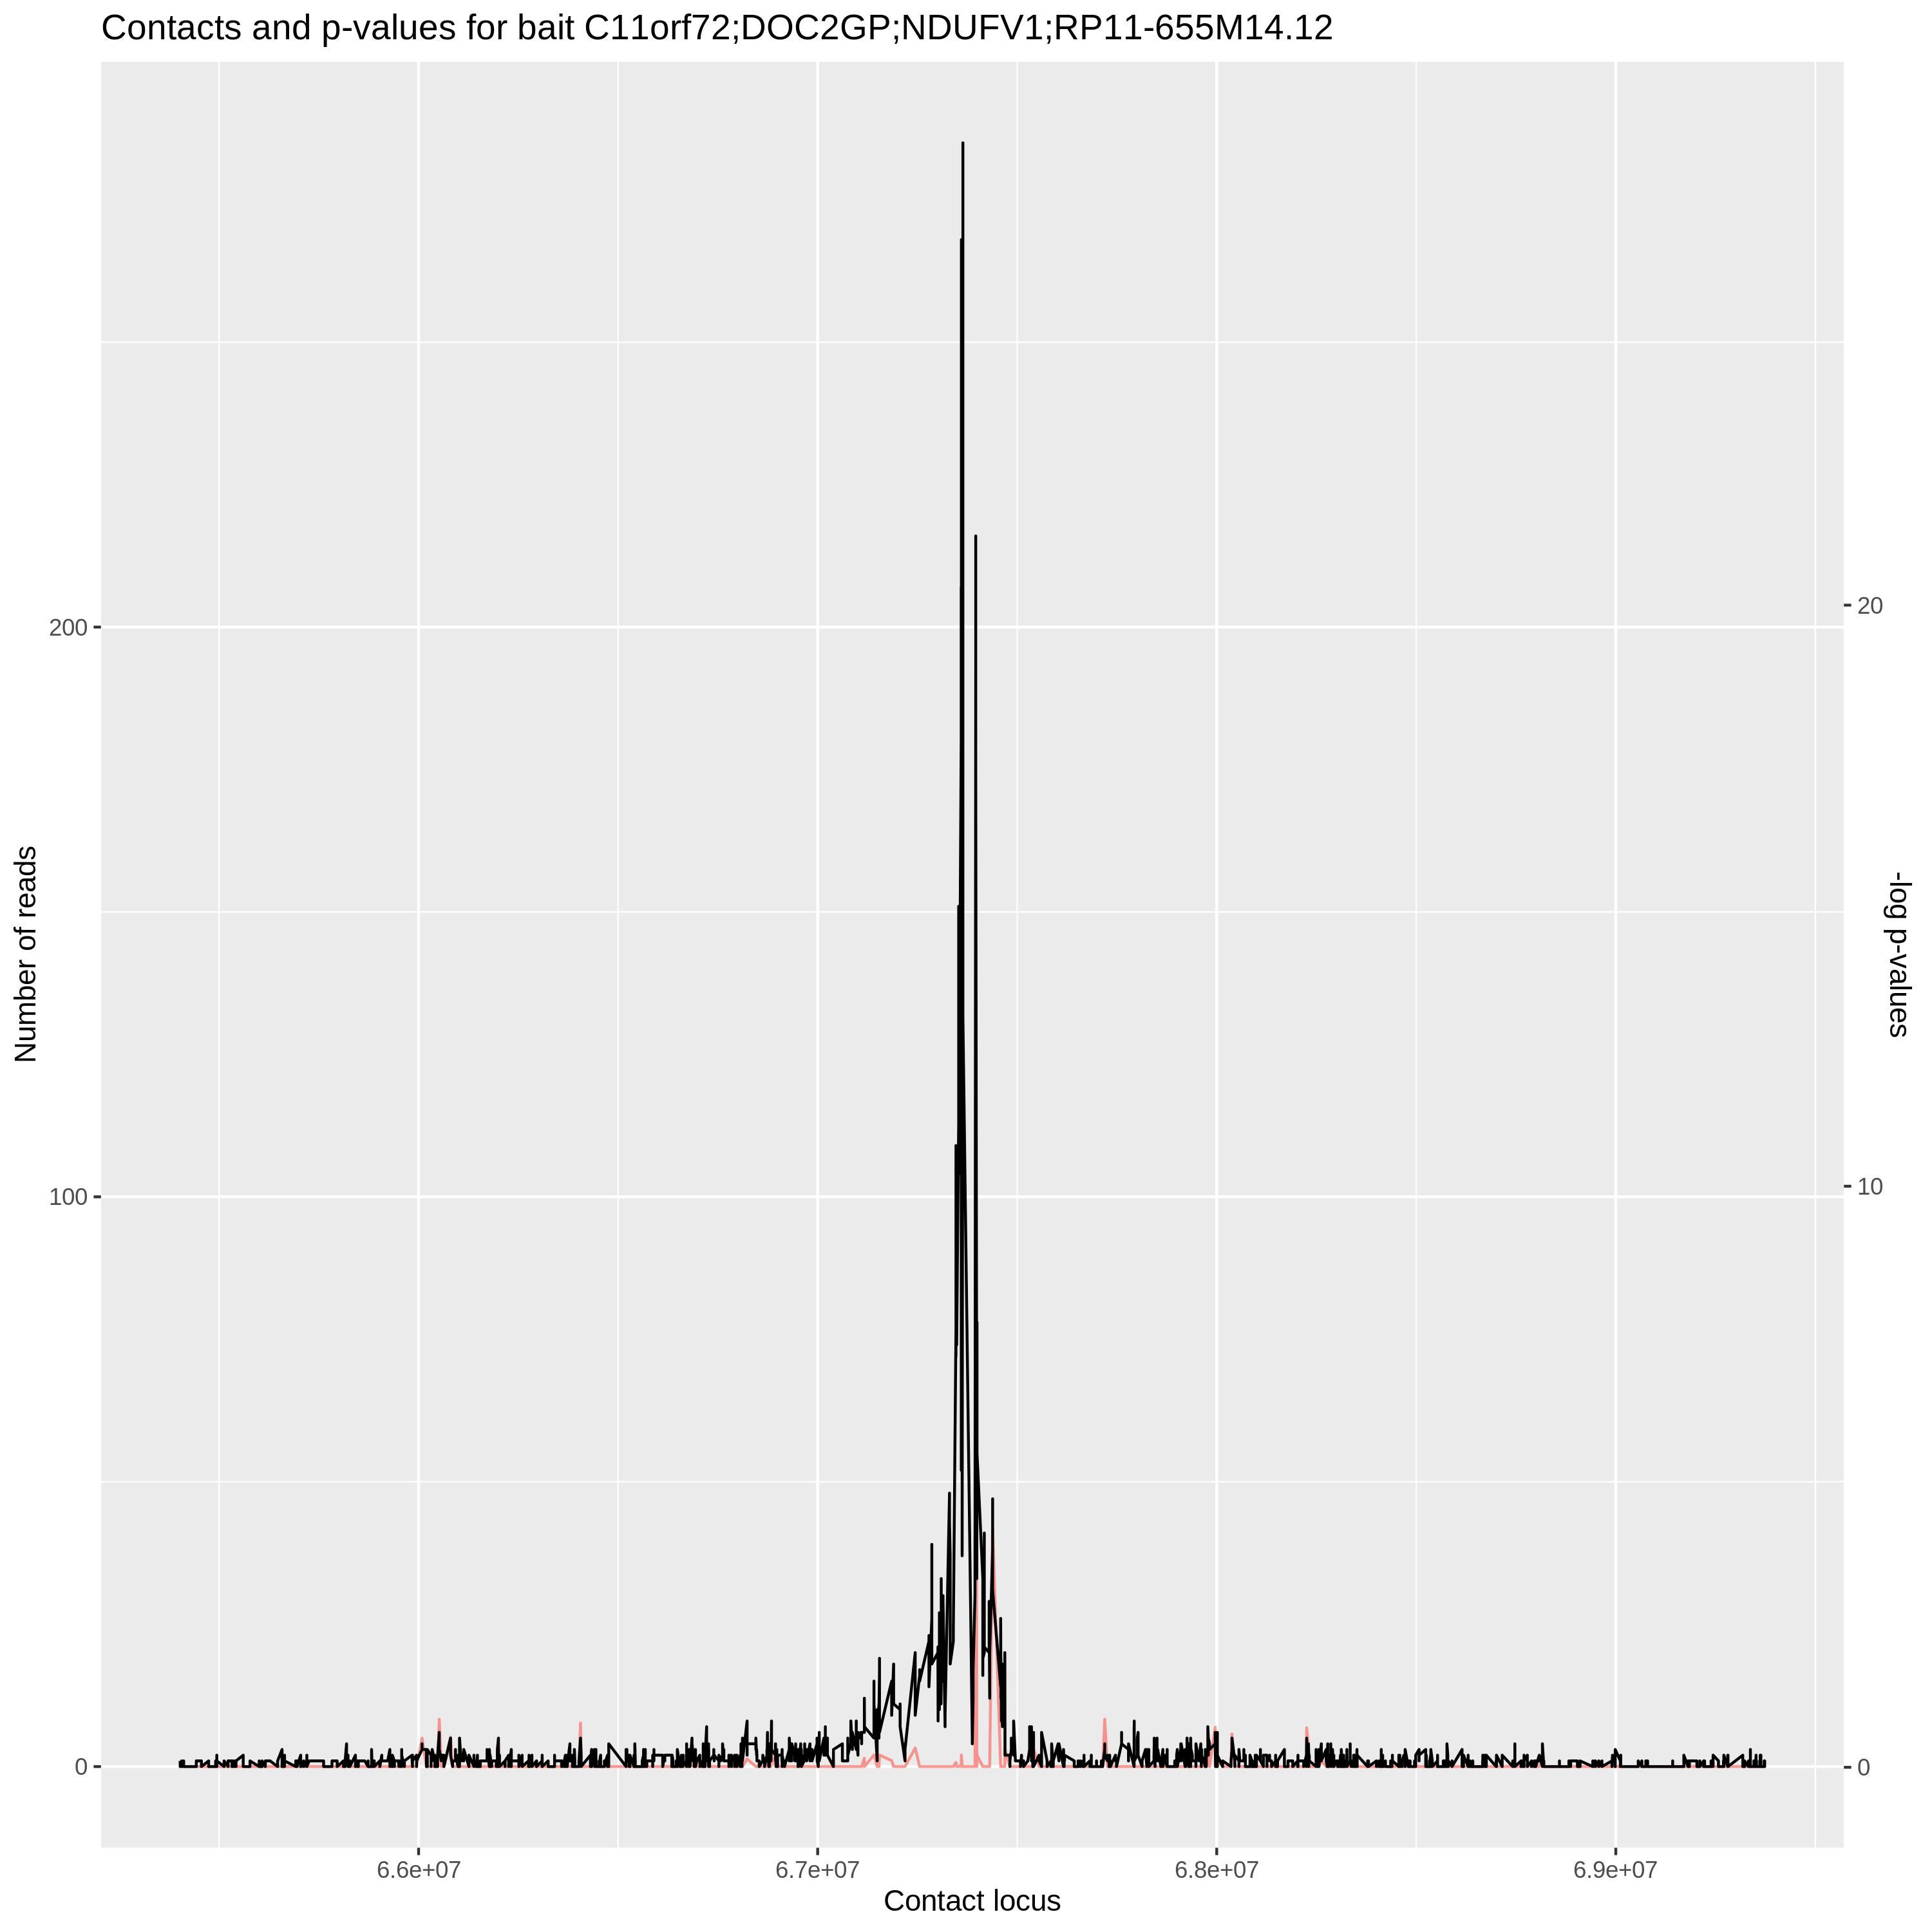 Contacts and p-values for bait C11orf72;DOC2GP;NDUFV1;RP11-655M14.12
Number of reads
200
100
0
20
10
0
-log p-values
6.6e+07 6.7e+07 6.8e+07 6.9e+07
Contact locus